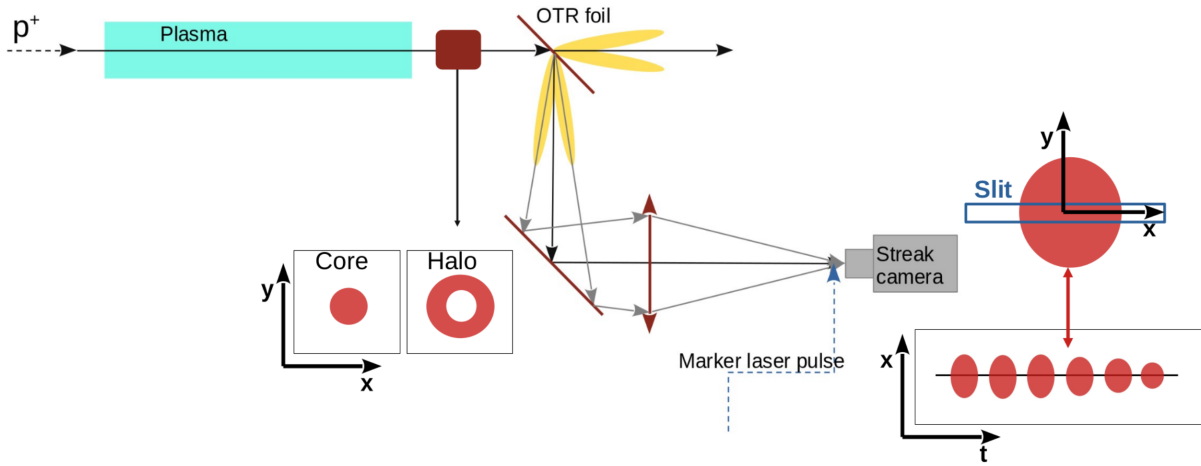 p+
Plasma
OTR foil
y
Slit
x
Core
Halo
y
x
Streak
camera
Marker laser pulse
x
t